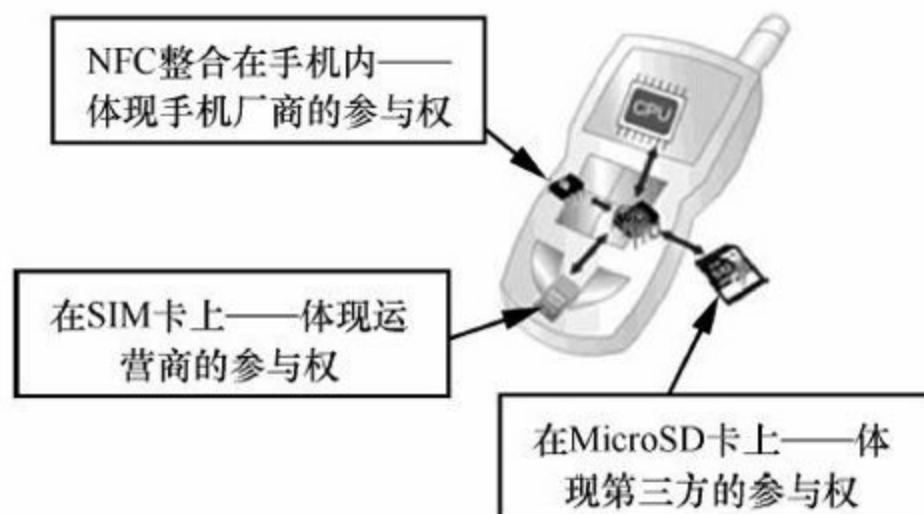 NFC整合在手机内——
体现手机厂商的参与权
CPU
在SIM卡上——体现运
营商的参与权
在MicroSD卡上——体
现第三方的参与权